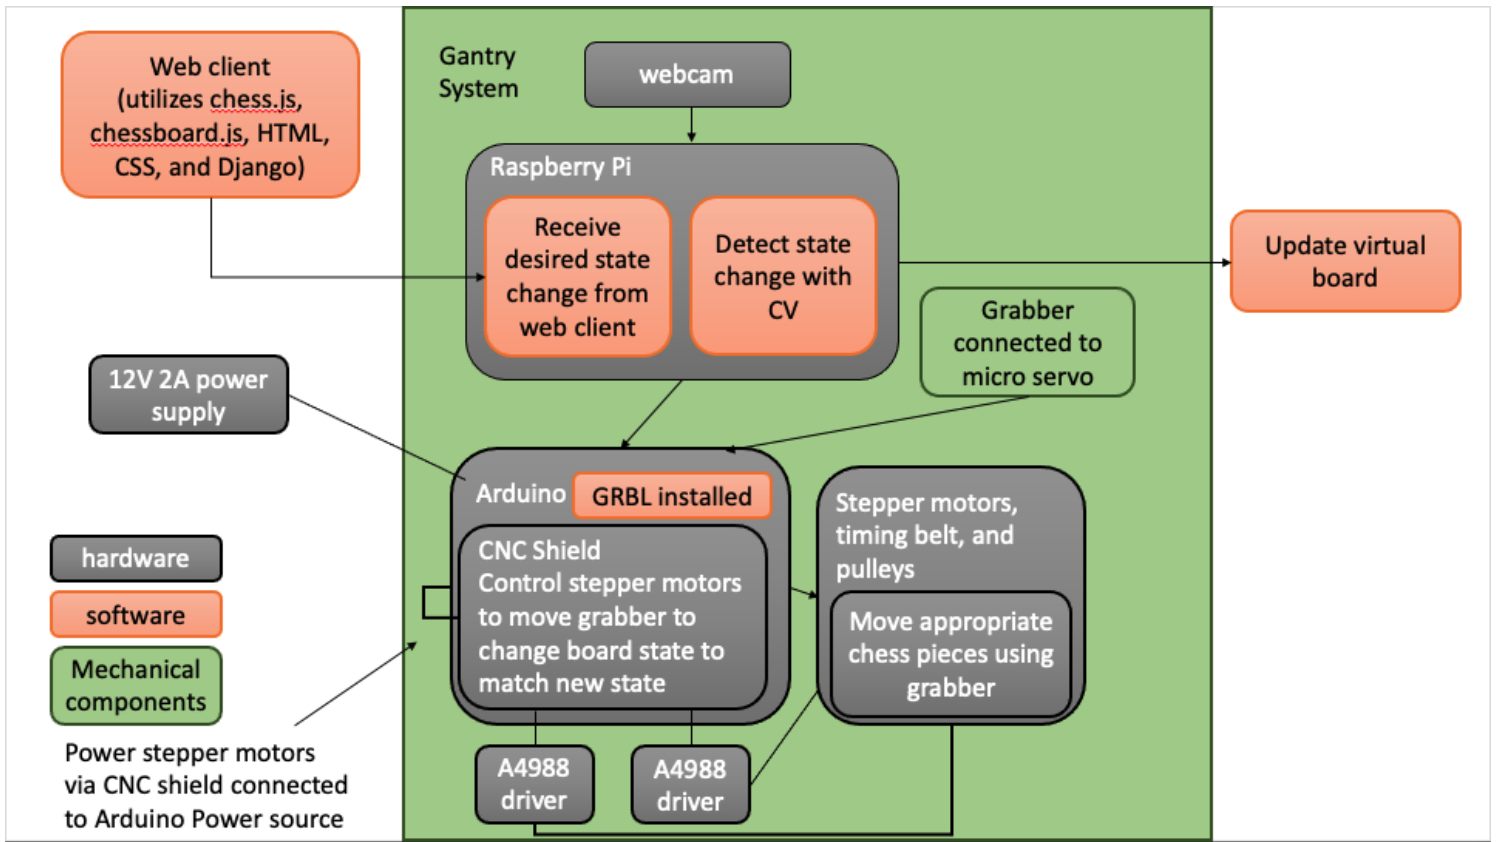 Web client
(utilizes chess.js,
chessboard.js, HTML,
CSS, and Django)
Gantry
System
webcam
Raspberry Pi
Receive
desired state
change from
web client
Detect state
change with
CV
Update virtual
board
Grabber
connected to
micro servo
12V 2A power
supply
Arduino
GRBL installed
CNC Shield
Control stepper motors
to move grabber to
change board state to
match new state
Stepper motors,
timing belt, and
pulleys
Move appropriate
chess pieces using
grabber
hardware
software
Mechanical
components
Power stepper motors
via CNC shield connected
to Arduino Power source
A4988
driver
A4988
driver